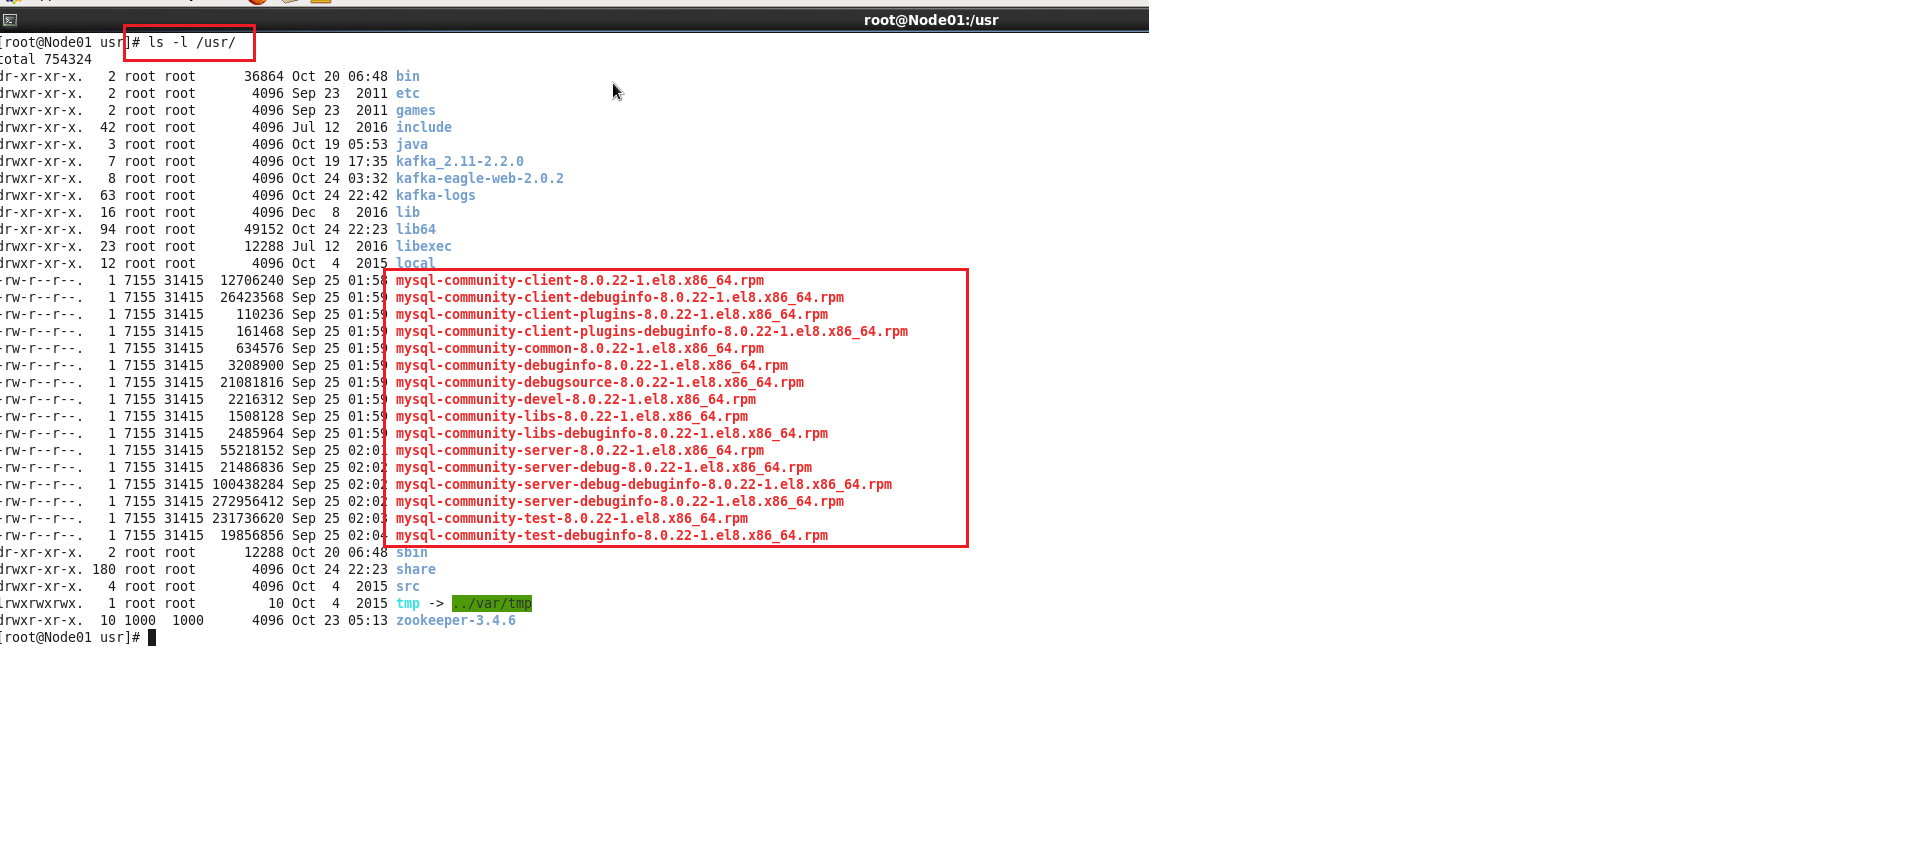 root@Node01:/usr
[root@Node01 usr]# ls -l /usr/
total 754324
dr-xr-xr-x.   2 root root      36864 Oct 20 06:48 bin
drwxr-xr-x.   2 root root       4096 Sep 23  2011 etc
drwxr-xr-x.   2 root root       4096 Sep 23  2011 games
drwxr-xr-x.  42 root root       4096 Jul 12  2016 include
drwxr-xr-x.   3 root root       4096 Oct 19 05:53 java
drwxr-xr-x.   7 root root       4096 Oct 19 17:35 kafka_2.11-2.2.0
drwxr-xr-x.   8 root root       4096 Oct 24 03:32 kafka-eagle-web-2.0.2
drwxr-xr-x.  63 root root       4096 Oct 24 22:42 kafka-logs
dr-xr-xr-x.  16 root root       4096 Dec  8  2016 lib
dr-xr-xr-x.  94 root root      49152 Oct 24 22:23 lib64
drwxr-xr-x.  23 root root      12288 Jul 12  2016 libexec
drwxr-xr-x.  12 root root       4096 Oct  4  2015 local
-rw-r--r--.   1 7155 31415  12706240 Sep 25 01:58 mysql-community-client-8.0.22-1.el8.x86_64.rpm
-rw-r--r--.   1 7155 31415  26423568 Sep 25 01:59 mysql-community-client-debuginfo-8.0.22-1.el8.x86_64.rpm
-rw-r--r--.   1 7155 31415    110236 Sep 25 01:59 mysql-community-client-plugins-8.0.22-1.el8.x86_64.rpm
-rw-r--r--.   1 7155 31415    161468 Sep 25 01:59 mysql-community-client-plugins-debuginfo-8.0.22-1.el8.x86_64.rpm
-rw-r--r--.   1 7155 31415    634576 Sep 25 01:59 mysql-community-common-8.0.22-1.el8.x86_64.rpm
-rw-r--r--.   1 7155 31415   3208900 Sep 25 01:59 mysql-community-debuginfo-8.0.22-1.el8.x86_64.rpm
-rw-r--r--.   1 7155 31415  21081816 Sep 25 01:59 mysql-community-debugsource-8.0.22-1.el8.x86_64.rpm
-rw-r--r--.   1 7155 31415   2216312 Sep 25 01:59 mysql-community-devel-8.0.22-1.el8.x86_64.rpm
-rw-r--r--.   1 7155 31415   1508128 Sep 25 01:59 mysql-community-libs-8.0.22-1.el8.x86_64.rpm
-rw-r--r--.   1 7155 31415   2485964 Sep 25 01:59 mysql-community-libs-debuginfo-8.0.22-1.el8.x86_64.rpm
-rw-r--r--.   1 7155 31415  55218152 Sep 25 02:01 mysql-community-server-8.0.22-1.el8.x86_64.rpm
-rw-r--r--.   1 7155 31415  21486836 Sep 25 02:02 mysql-community-server-debug-8.0.22-1.el8.x86_64.rpm
-rw-r--r--.   1 7155 31415 100438284 Sep 25 02:02 mysql-community-server-debug-debuginfo-8.0.22-1.el8.x86_64.rpm
-rw-r--r--.   1 7155 31415 272956412 Sep 25 02:02 mysql-community-server-debuginfo-8.0.22-1.el8.x86_64.rpm
-rw-r--r--.   1 7155 31415 231736620 Sep 25 02:03 mysql-community-test-8.0.22-1.el8.x86_64.rpm
-rw-r--r--.   1 7155 31415  19856856 Sep 25 02:04 mysql-community-test-debuginfo-8.0.22-1.el8.x86_64.rpm
dr-xr-xr-x.   2 root root      12288 Oct 20 06:48 sbin
drwxr-xr-x. 180 root root       4096 Oct 24 22:23 share
drwxr-xr-x.   4 root root       4096 Oct  4  2015 src
lrwxrwxrwx.   1 root root         10 Oct  4  2015 tmp -> ../var/tmp
drwxr-xr-x.  10 1000  1000      4096 Oct 23 05:13 zookeeper-3.4.6
[root@Node01 usr]#